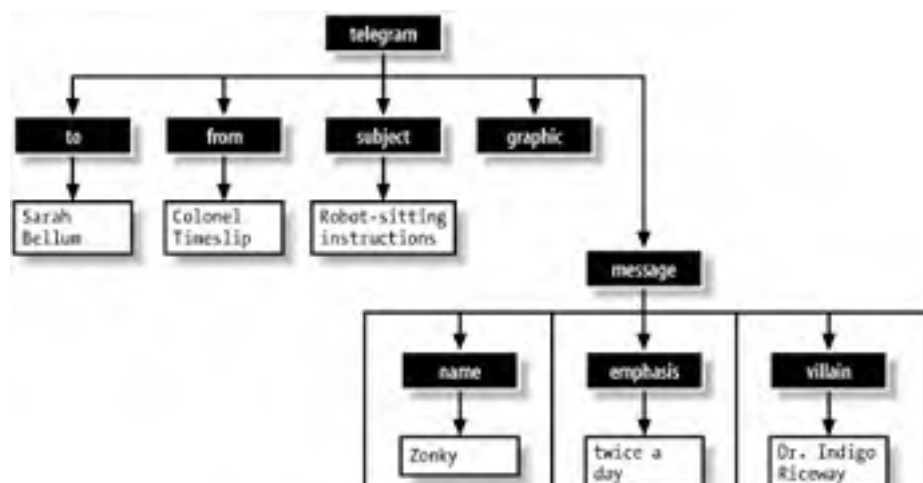 telegram
to
from
subject
graphic
Sarah
Bellum
Colonel
Timeslip
Robot-sitting
instructions
message
name
emphasis
villain
Zonky
twice a
day
Dr. Indigo
Riceway